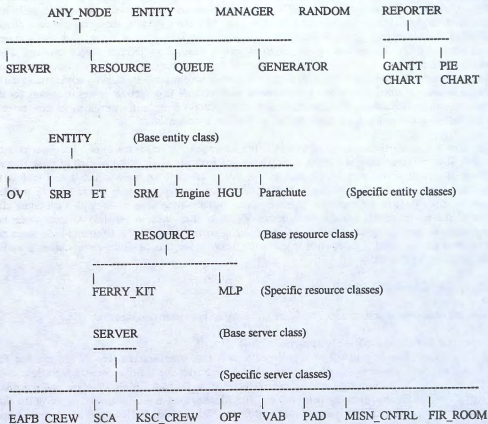 ANY_NODE ENTITY MANAGER RANDOM REPORTER
SERVER RESOURCE QUEUE GENERATOR GANTT PIE
CHART CHART
ENTITY (Base entity class)
OV SRB ET SRM Engine HGU Parachute (Specific entity classes)
RESOURCE (Base resource class)
FERRY_KIT MLP (Specific resource classes)
SERVER (Base server class)
(Specific server classes)
EAFB_CREW SCA KSC_CREW OPF VAB PAD MISN_CNTRL FIR_ROOM